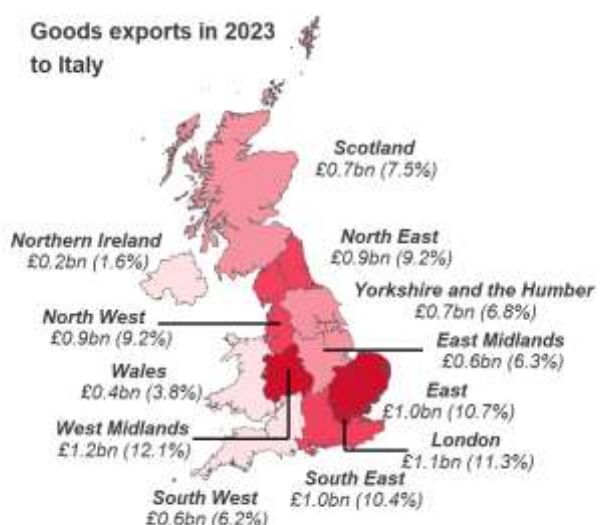 Goods exports in 2023
to Italy
Scotland
£0.7bn (7.5%)
Northern Ireland
£0.2bn (1.6%)
North East
£0.9bn (9.2%)
Yorkshire and the Humber
£0.7bn (6.8%)
North West
£0.9bn (9.2%)
East Midlands
£0.6bn (6.3%)
Wales
£0.4bn (3.8%)
East
£1.0bn (10.7%)
West Midlands
£1.2bn (12.1%)
London
£1.1bn (11.3%)
South East
£1.0bn (10.4%)
South West
£0.6bn (6.2%)